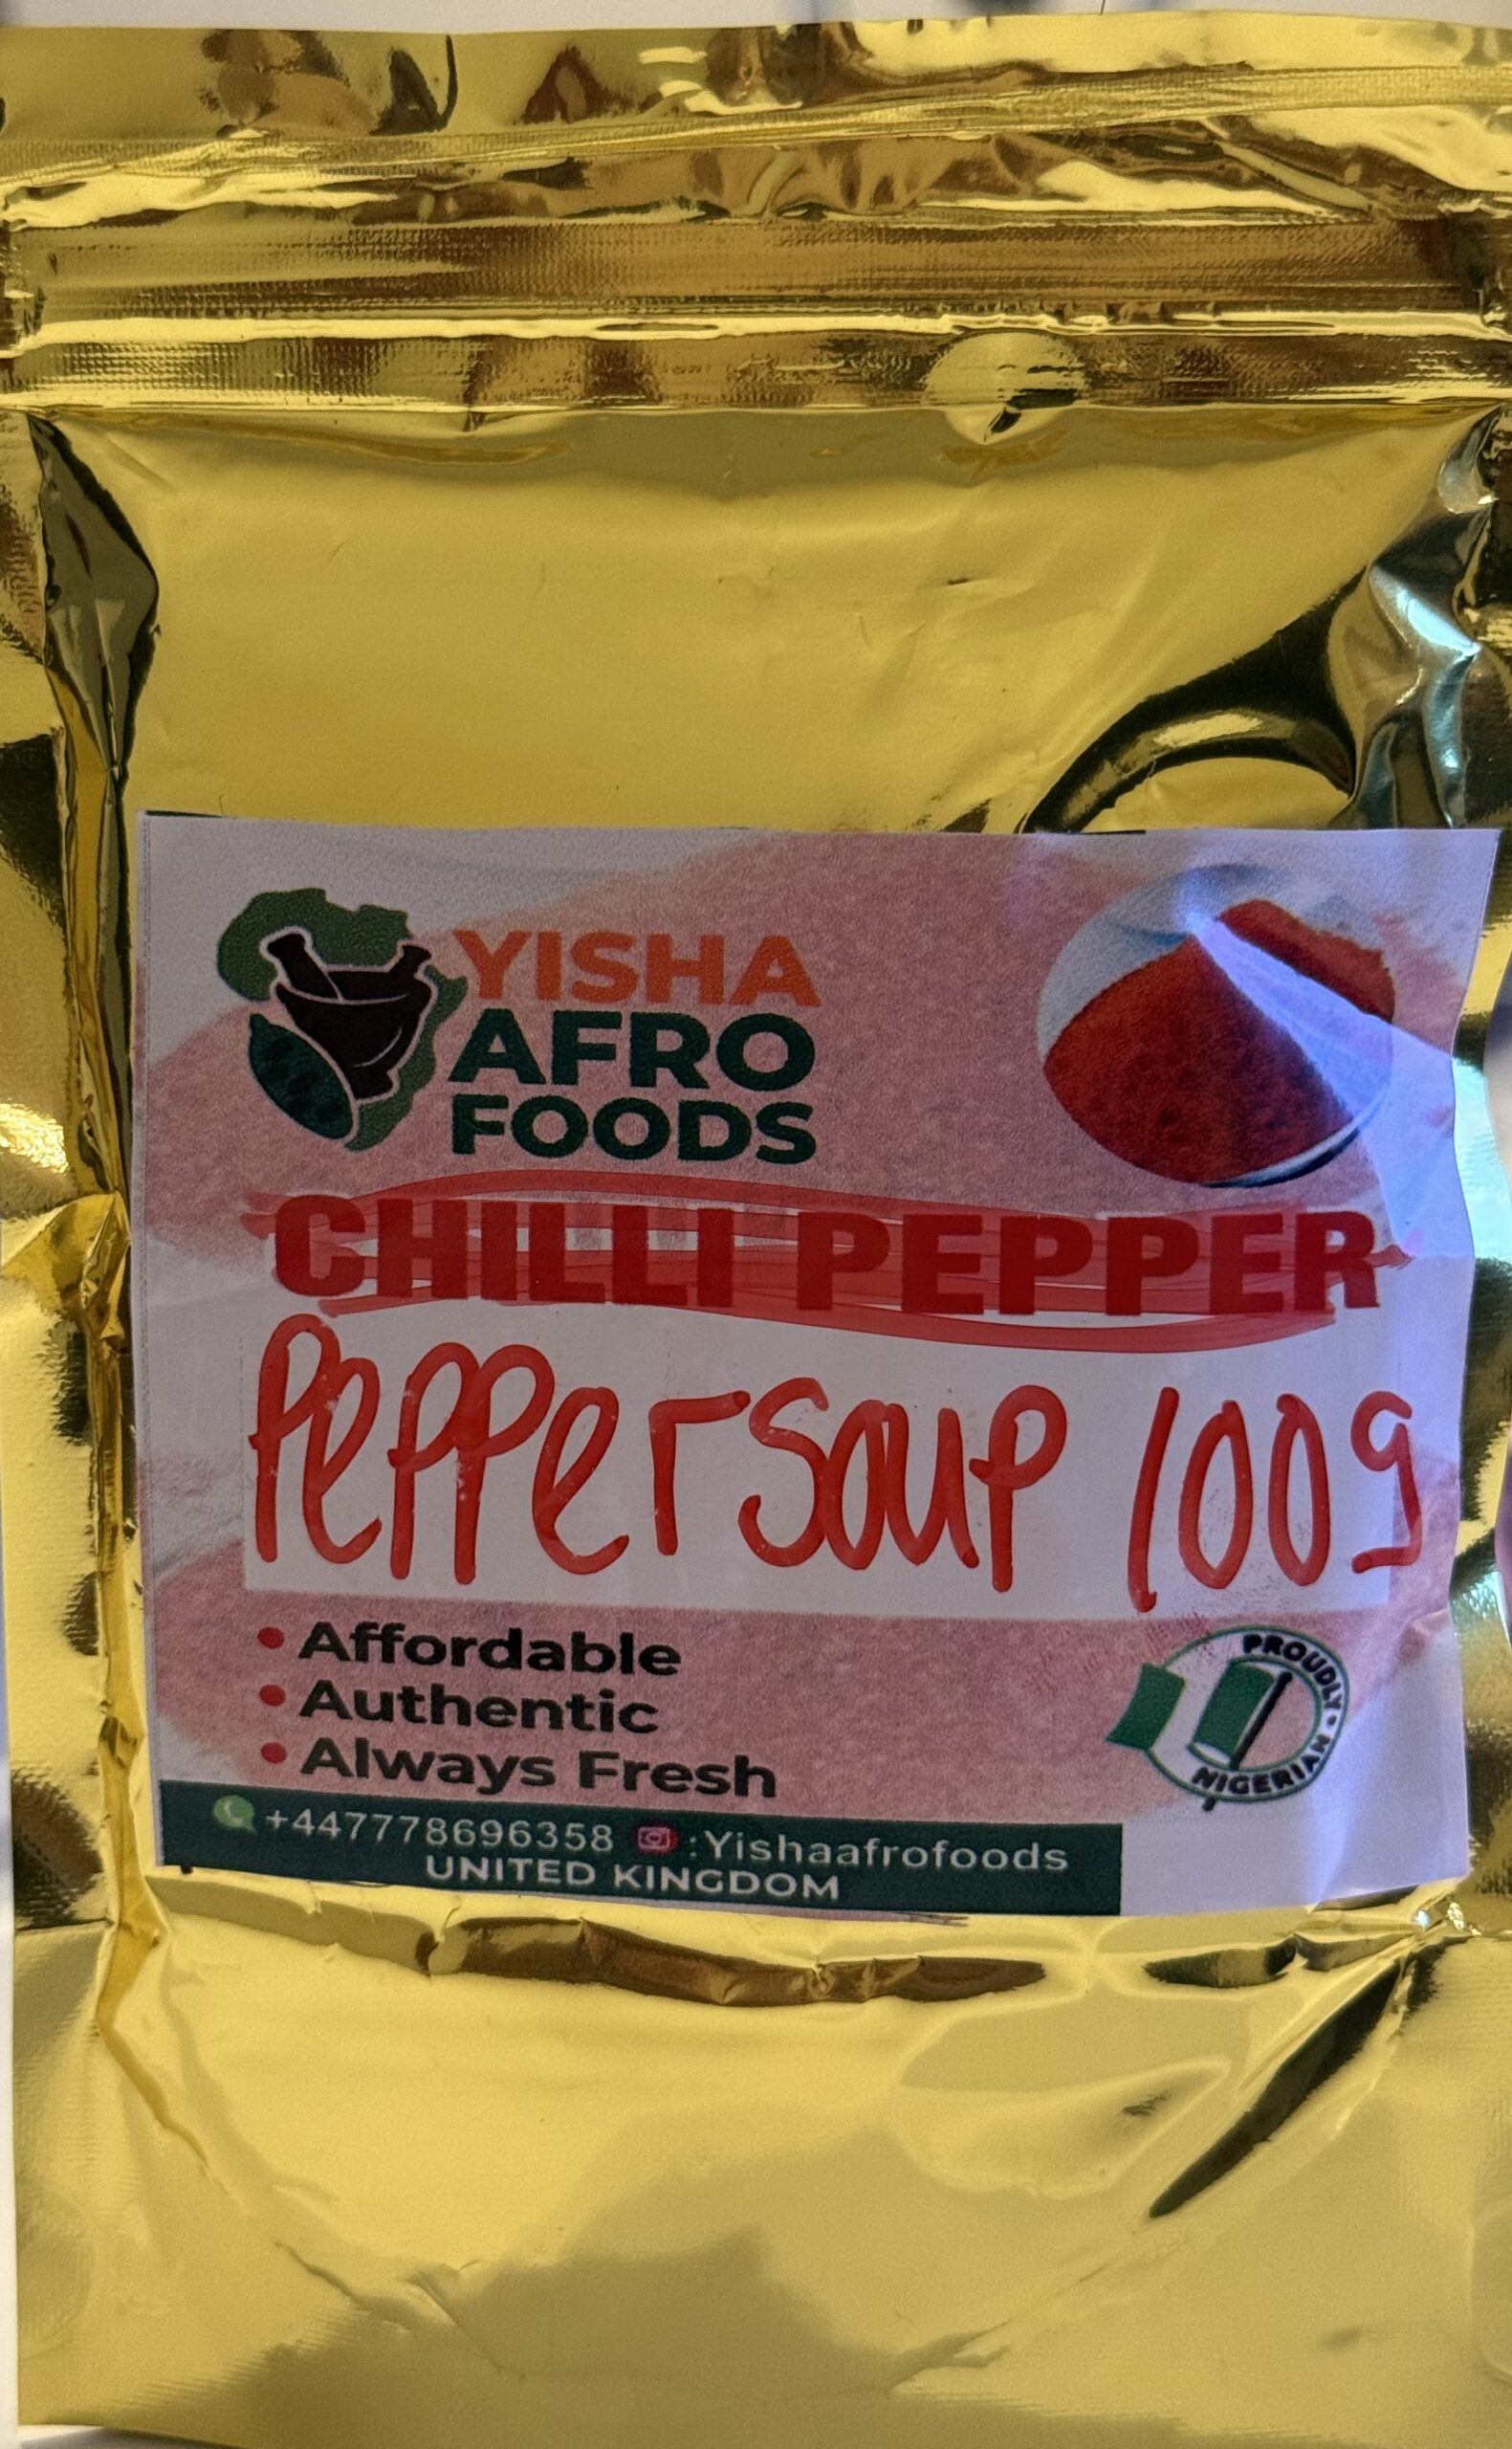 YISHA
AFRO
FOODS
CHILLI PEPPER
PePPersouP 100g
• Affordable
• Authentic
• Always Fresh
PROUDLY • NIGERIAN
+447778696358 :Yishaafrofoods
UNITED KINGDOM